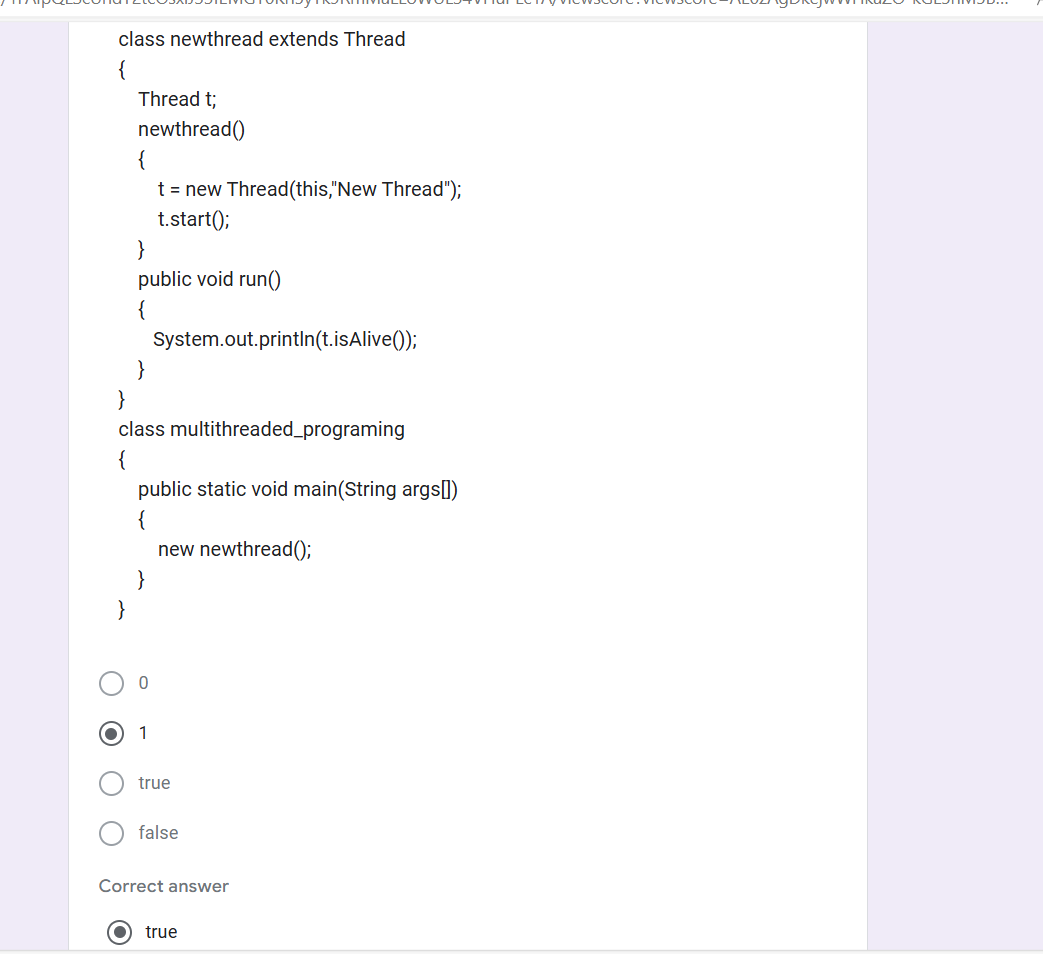 class newthread extends Thread
{
Thread t;
newthread()
{
t = new Thread(this,"New Thread");
t.start();
}
public void run()
{
System.out.println(t.isAlive());
}
}
class multithreaded_programing
{
public static void main(String args[])
{
new newthread();
}
}
0
1
true
false
Correct answer
true